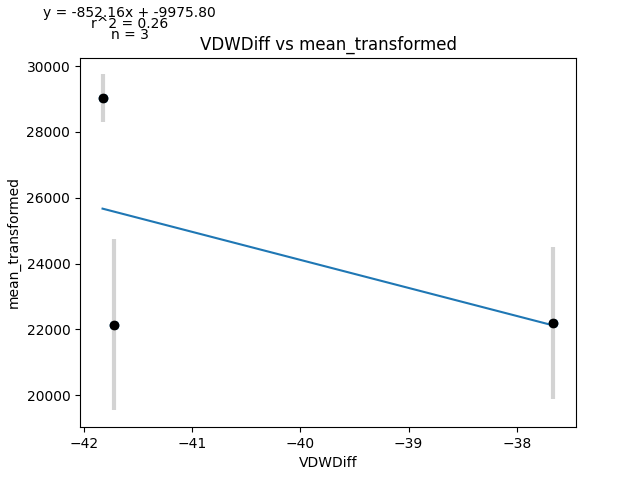 y = -852.16x + -9975.80
r^2 = 0.26
n = 3
VDWDiff vs mean_transformed
30000
28000
26000
24000
22000
20000
mean_transformed
−42 −41 −40 −39 −38
VDWDiff